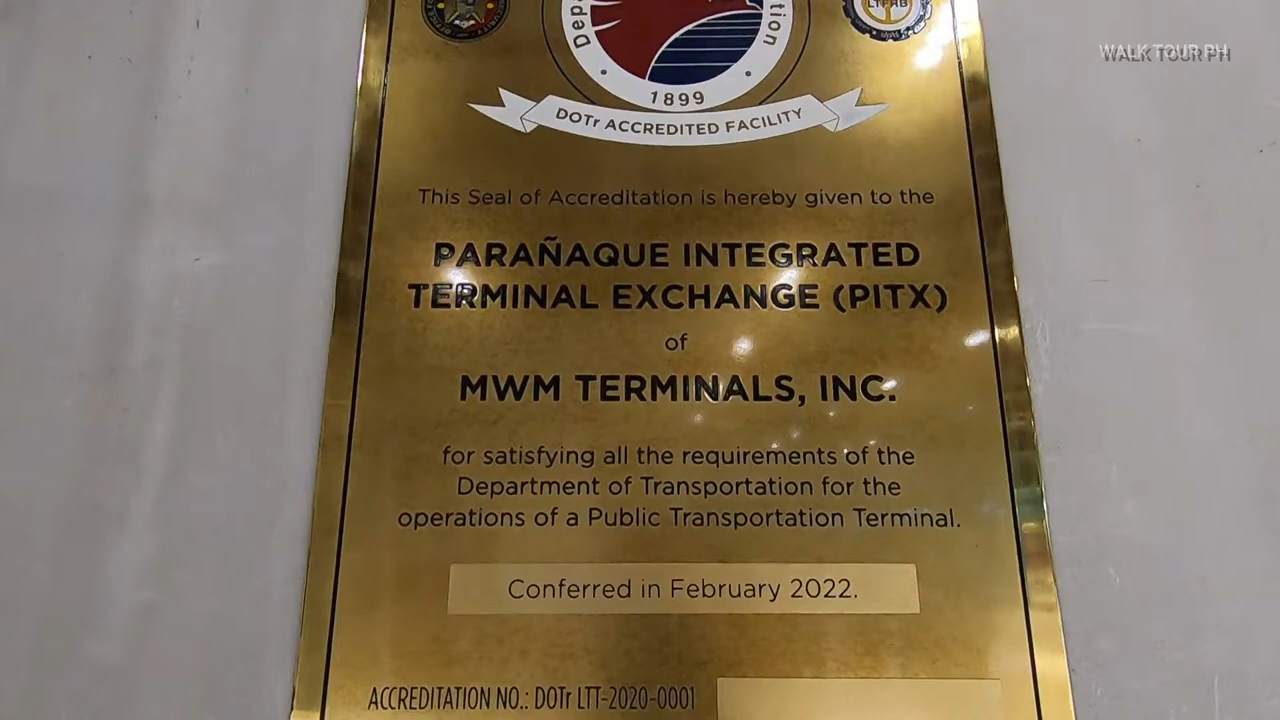 WALK TOUR PH
LTFRB
1899
DOTr ACCREDITED FACILITY
This Seal of Accreditation is hereby given to the
PARAÑAQUE INTEGRATED
TERMINAL EXCHANGE (PITX)
of
MWM TERMINALS, INC.
for satisfying all the requirements of the
Department of Transportation for the
operations of a Public Transportation Terminal.
Conferred in February 2022.
ACCREDITATION NO.: DOTr LTT-2020-0001